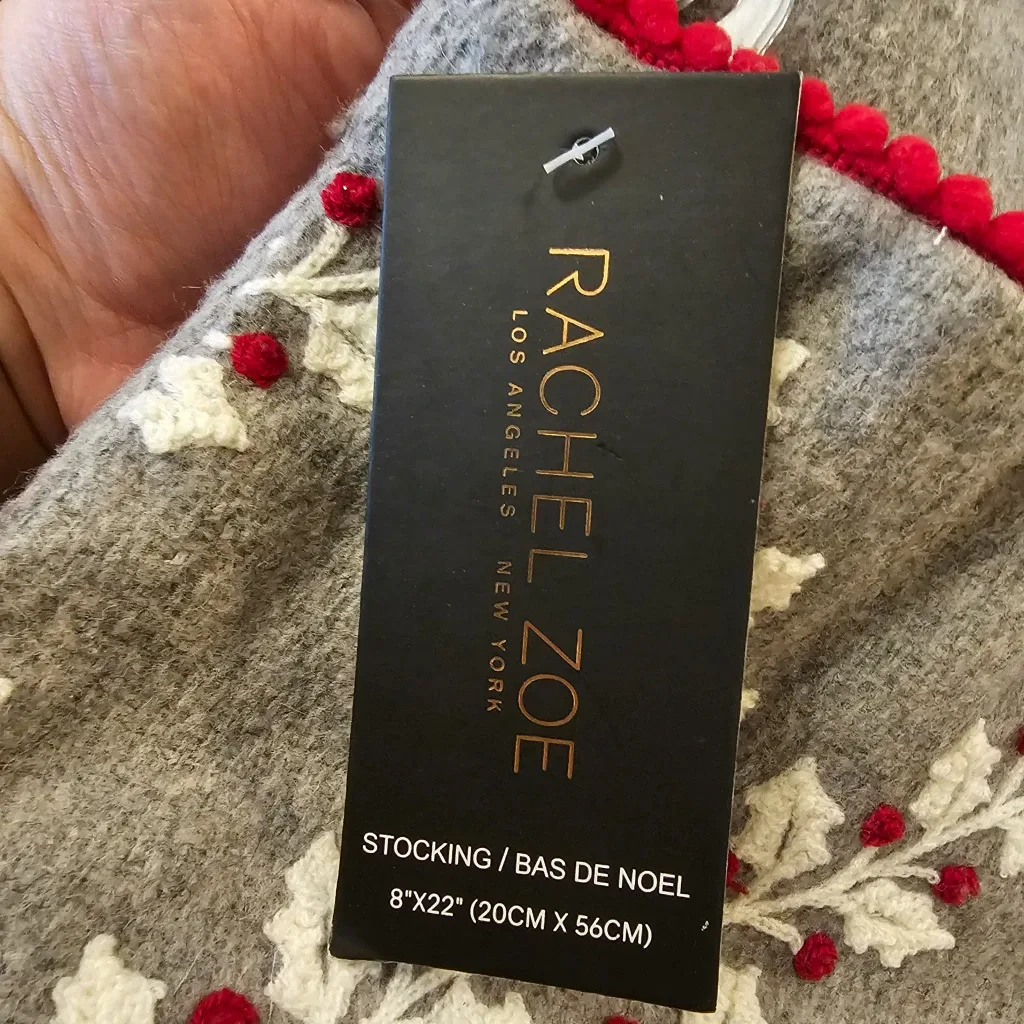 RACHEL ZOE
LOS ANGELES NEW YORK
STOCKING / BAS DE NOEL
8"X22" (20CM X 56CM)